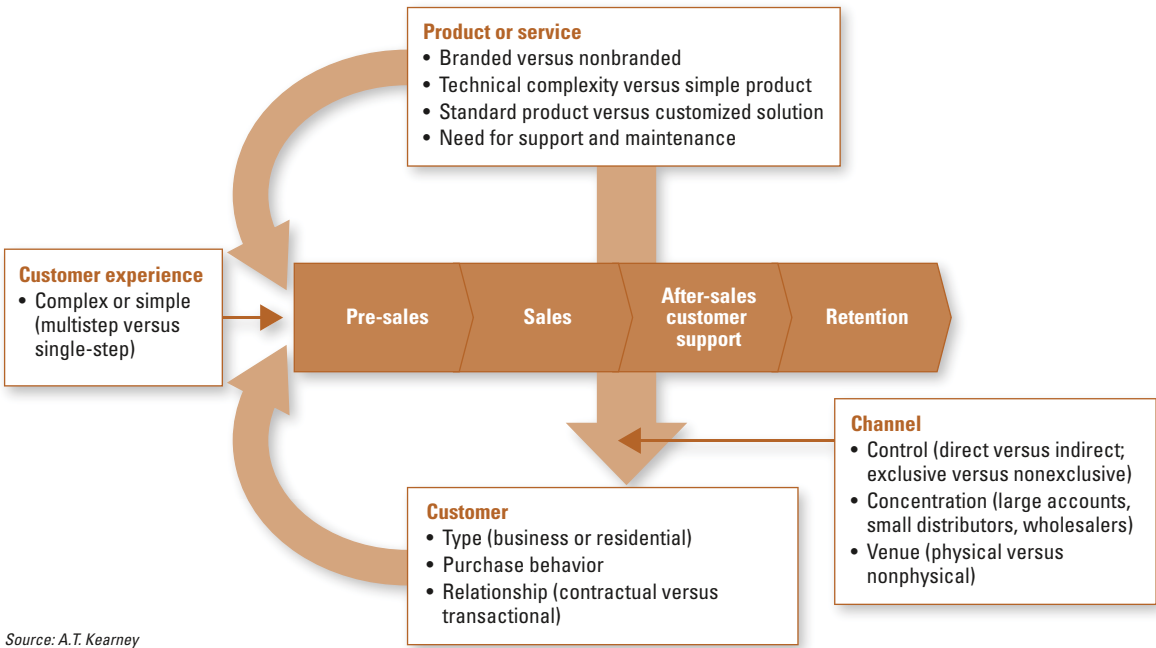 Product or service
• Branded versus nonbranded
• Technical complexity versus simple product
• Standard product versus customized solution
• Need for support and maintenance
Customer experience
• Complex or simple
(multistep versus
single-step)
Pre-sales
Sales
After-sales
customer
support
Retention
Channel
• Control (direct versus indirect;
exclusive versus nonexclusive)
• Concentration (large accounts,
small distributors, wholesalers)
• Venue (physical versus
nonphysical)
Customer
• Type (business or residential)
• Purchase behavior
• Relationship (contractual versus
transactional)
Source: A.T. Kearney